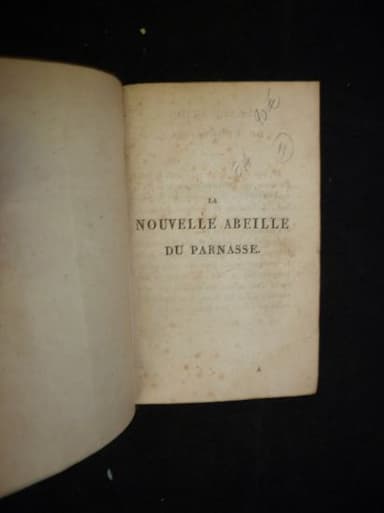 LA
NOUVELLE ABEILLE
DU PARNASSE.
A